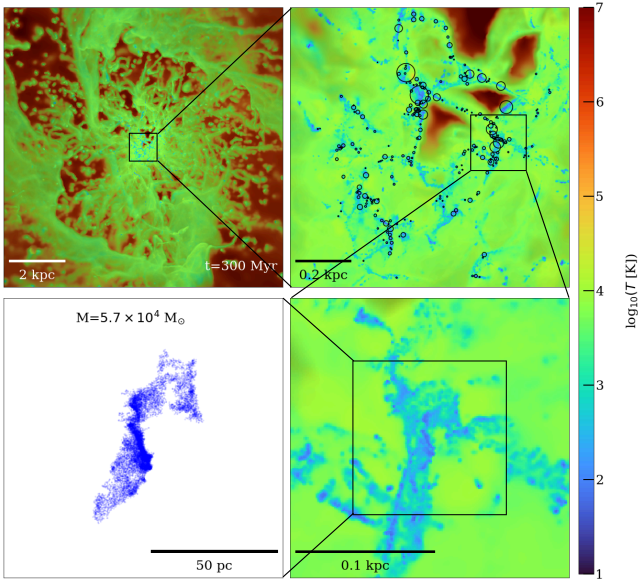 2 kpc
t=300 Myr
0.2 kpc
M=5.7 × 10⁴ M⊙
50 pc
0.1 kpc
7
6
5
4
3
2
1
log₁₀(T [K])